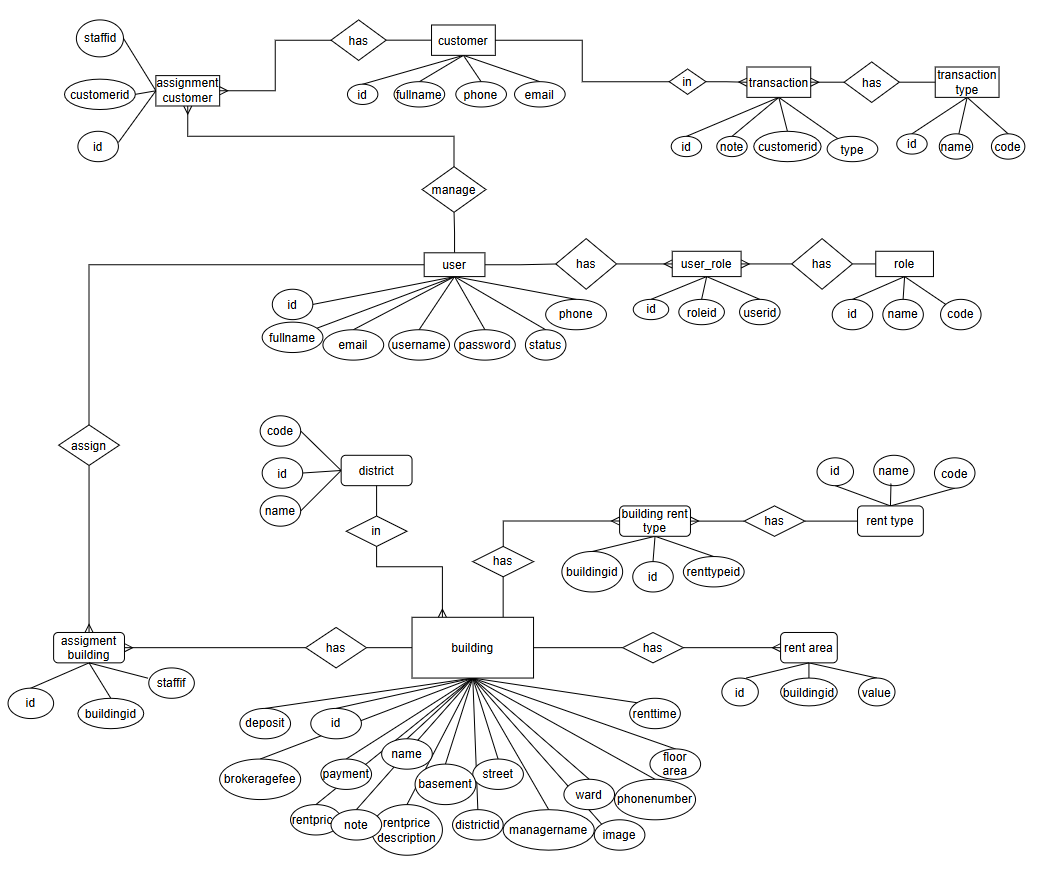 staffid
has
customer
assignment
customer
customerid
id
id
fullname
phone
email
in
transaction
has
transaction
type
id
note
customerid
type
id
name
code
manage
user
has
user_role
has
role
id
fullname
email
username
password
status
phone
id
roleid
userid
id
name
code
assign
code
id
name
district
in
has
building rent
type
has
rent type
id
name
code
buildingid
id
renttypeid
assigment
building
has
building
has
rent area
id
buildingid
staffif
id
buildingid
value
deposit
id
renttime
brokeragefee
payment
name
basement
street
floor
area
ward
phonenumber
rentpric
note
rentprice
description
districtid
managername
image